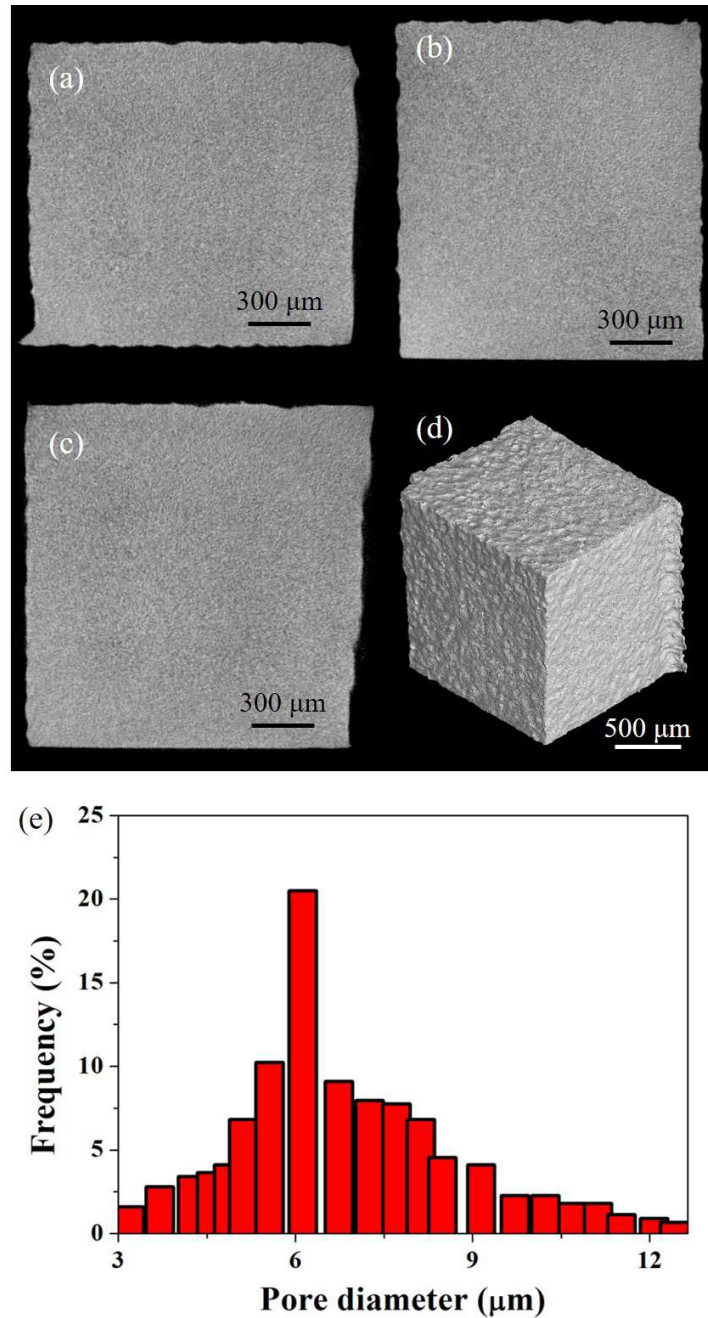 (a)
300 μm
(b)
300 μm
(c)
300 μm
(d)
500 μm
(e)
25
20
15
10
5
0
3 6 9 12
Frequency (%)
Pore diameter (μm)